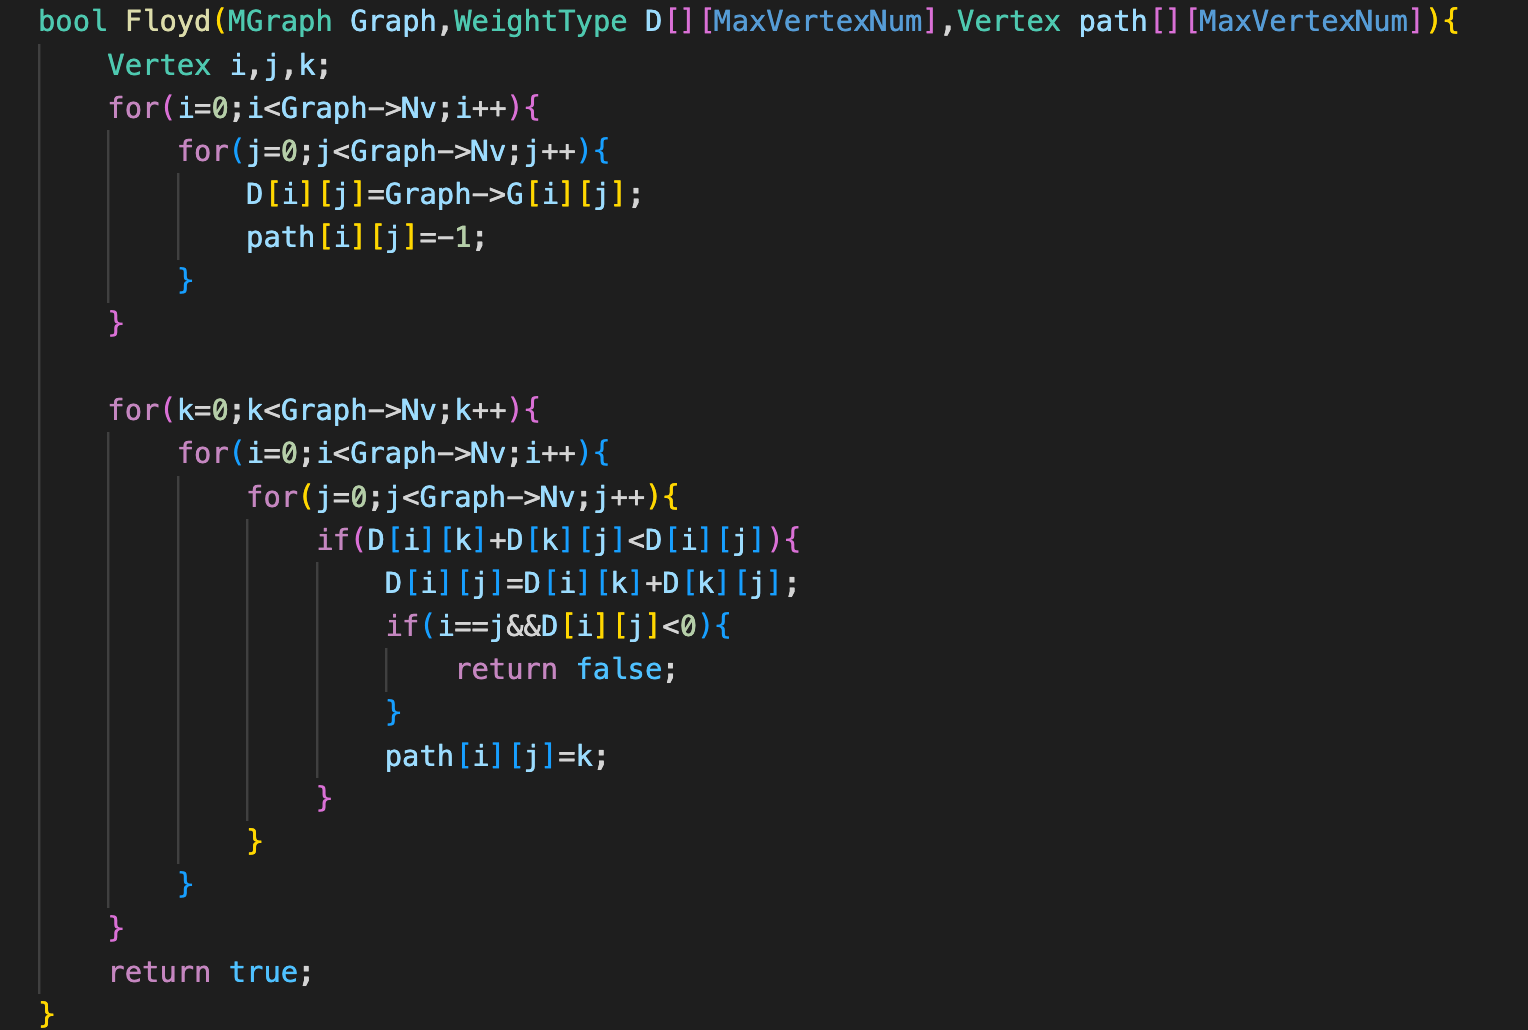 bool Floyd(MGraph Graph,WeightType D[][MaxVertexNum],Vertex path[][MaxVertexNum]){
    Vertex i,j,k;
    for(i=0;i<Graph->Nv;i++){
        for(j=0;j<Graph->Nv;j++){
            D[i][j]=Graph->G[i][j];
            path[i][j]=-1;
        }
    }

    for(k=0;k<Graph->Nv;k++){
        for(i=0;i<Graph->Nv;i++){
            for(j=0;j<Graph->Nv;j++){
                if(D[i][k]+D[k][j]<D[i][j]){
                    D[i][j]=D[i][k]+D[k][j];
                    if(i==j&&D[i][j]<0){
                        return false;
                    }
                    path[i][j]=k;
                }
            }
        }
    }
    return true;
}